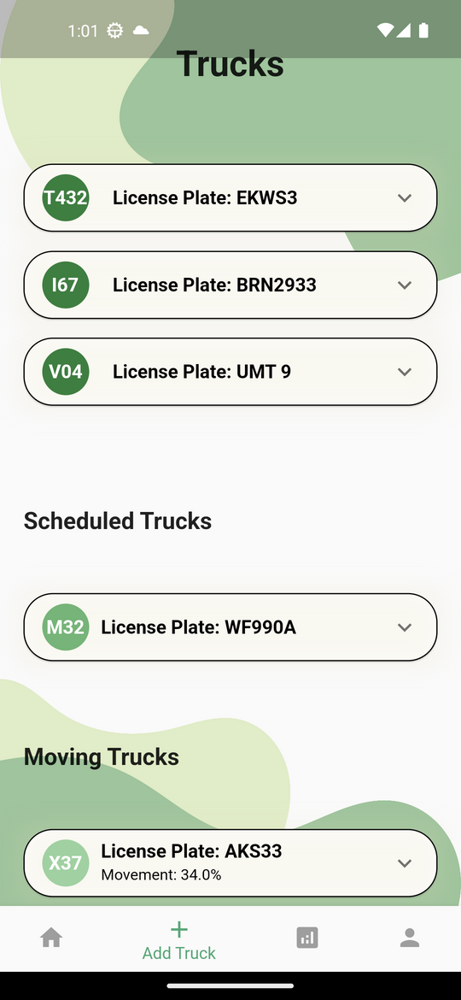 1:01
Trucks
T432 License Plate: EKWS3
I67 License Plate: BRN2933
V04 License Plate: UMT 9
Scheduled Trucks
M32 License Plate: WF990A
Moving Trucks
X37 License Plate: AKS33
Movement: 34.0%
Add Truck